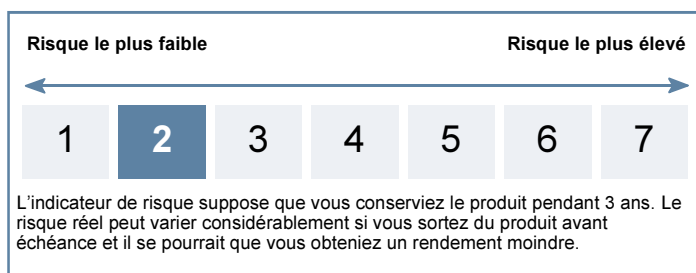 Risque le plus faible Risque le plus élevé
1 2 3 4 5 6 7
L'indicateur de risque suppose que vous conserviez le produit pendant 3 ans. Le
risque réel peut varier considérablement si vous sortez du produit avant
échéance et il se pourrait que vous obteniez un rendement moindre.